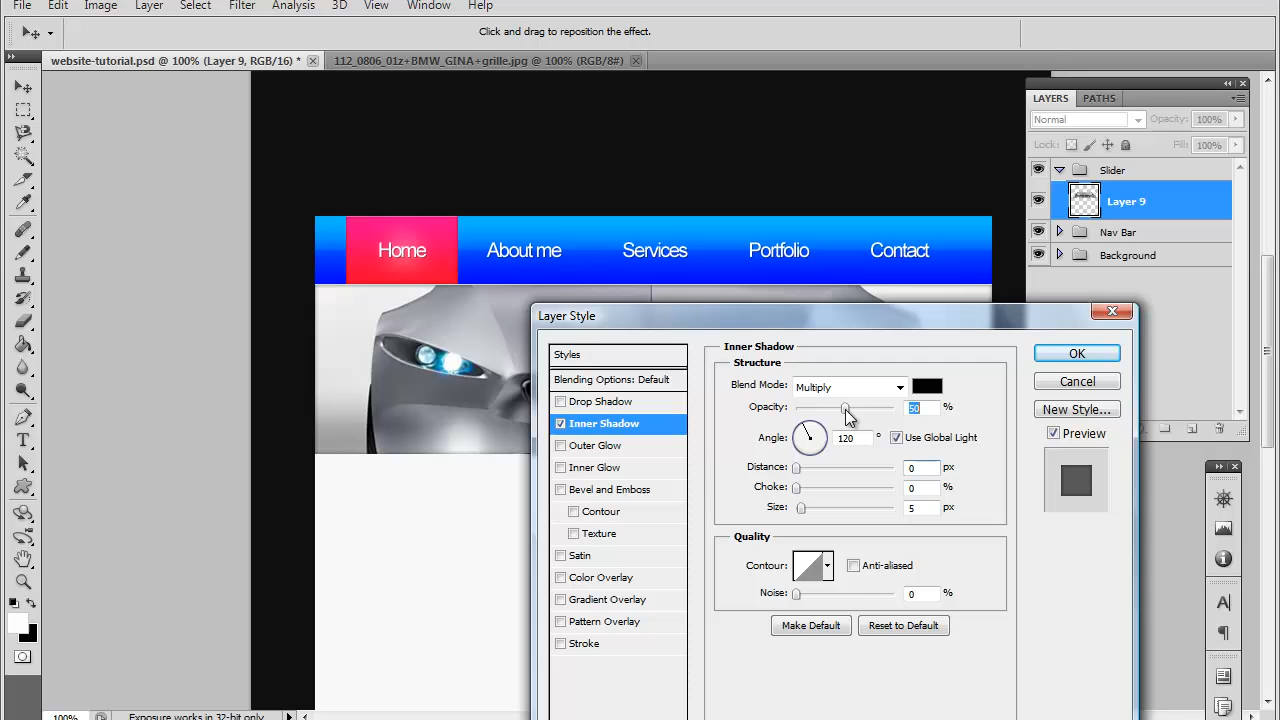 File Edit Image Layer Select Filter Analysis 3D View Window Help
Click and drag to reposition the effect.
website-tutorial.psd @ 100% (Layer 9, RGB/16) * 112_0806_01z+BMW_GINA+grille.jpg @ 100% (RGB/8#)
LAYERS PATHS
Normal Opacity: 100%
Lock: Fill: 100%
Slider
Layer 9
Nav Bar
Background
Home About me Services Portfolio Contact
Layer Style
Styles
Blending Options: Default
Drop Shadow
Inner Shadow
Outer Glow
Inner Glow
Bevel and Emboss
Contour
Texture
Satin
Color Overlay
Gradient Overlay
Pattern Overlay
Stroke
Inner Shadow
Structure
Blend Mode: Multiply
Opacity: 50 %
Angle: 120 ° Use Global Light
Distance: 0 px
Choke: 0 %
Size: 5 px
Quality
Contour: Anti-aliased
Noise: 0 %
Make Default Reset to Default
OK
Cancel
New Style...
Preview
100% Exposure works in 32-bit only